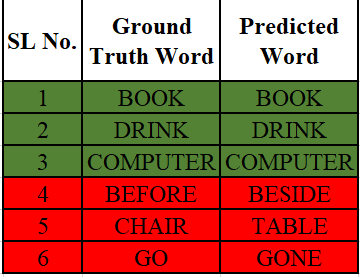 SL No. Ground Truth Word Predicted Word
1 BOOK BOOK
2 DRINK DRINK
3 COMPUTER COMPUTER
4 BEFORE BESIDE
5 CHAIR TABLE
6 GO GONE